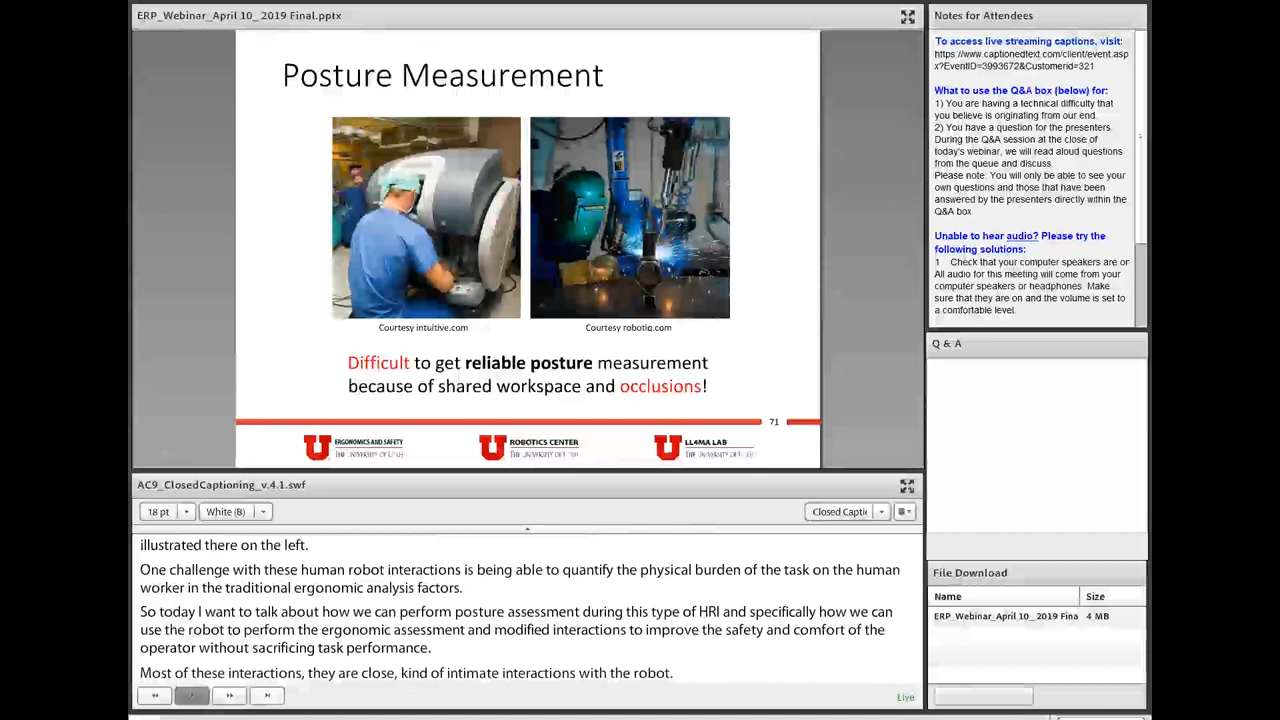 ERP_Webinar_April 10_ 2019 Final.pptx
Posture Measurement
Courtesy intuitive.com
Courtesy robotiq.com
Difficult to get reliable posture measurement
because of shared workspace and occlusions!
71
ERGONOMICS AND SAFETY
THE UNIVERSITY OF UTAH
ROBOTICS CENTER
THE UNIVERSITY OF
LL4MA LAB
THE UNIVERSITY OF
AC9_ClosedCaptioning_v.4.1.swf
18 pt
White (B)
Closed Capti
illustrated there on the left.
One challenge with these human robot interactions is being able to quantify the physical burden of the task on the human
worker in the traditional ergonomic analysis factors.
So today I want to talk about how we can perform posture assessment during this type of HRI and specifically how we can
use the robot to perform the ergonomic assessment and modified interactions to improve the safety and comfort of the
operator without sacrificing task performance.
Most of these interactions, they are close, kind of intimate interactions with the robot.
Live
Notes for Attendees
To access live streaming captions, visit:
https://www.captionedtext.com/client/event.asp
x?EventID=3993672&Customerid=321
What to use the Q&A box (below) for:
1) You are having a technical difficulty that
you believe is originating from our end.
2) You have a question for the presenters.
During the Q&A session at the close of
today's webinar, we will read aloud questions
from the queue and discuss.
Please note: You will only be able to see your
own questions and those that have been
answered by the presenters directly within the
Q&A box
Unable to hear audio? Please try the
following solutions:
1 Check that your computer speakers are or
All audio for this meeting will come from your
computer speakers or headphones. Make
sure that they are on and the volume is set to
a comfortable level.
Q & A
File Download
Name Size
ERP_Webinar_April 10_ 2019 Fina 4 MB